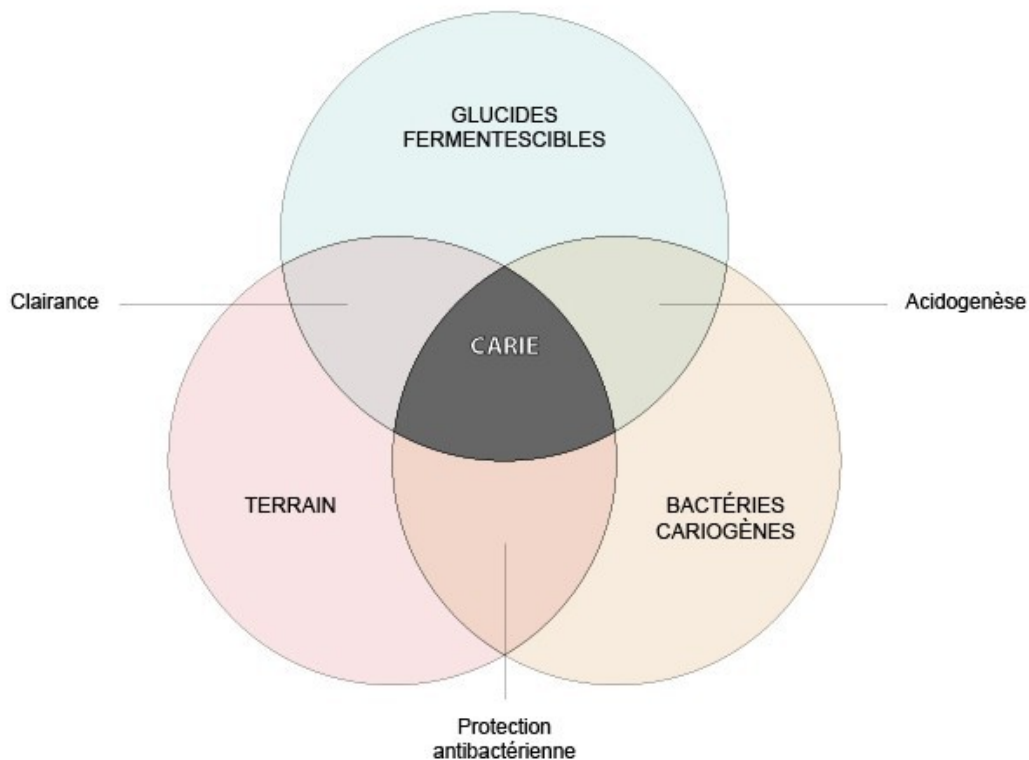 GLUCIDES
FERMENTESCIBLES
Clairance
Acidogenèse
CARIE
TERRAIN
BACTÉRIES
CARIOGÈNES
Protection
antibactérienne